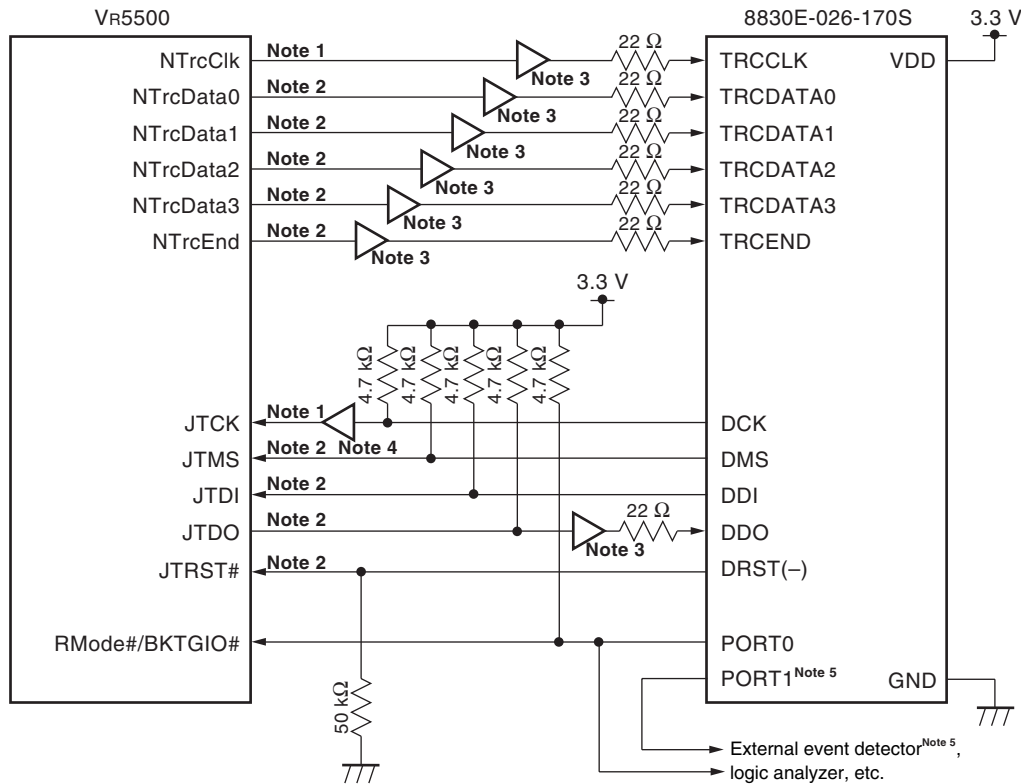 VR5500 8830E-026-170S 3.3 V
NTrcClk Note 1 Note 3 22 Ω TRCCLK VDD
NTrcData0 Note 2 Note 3 22 Ω TRCDATA0
NTrcData1 Note 2 Note 3 22 Ω TRCDATA1
NTrcData2 Note 2 Note 3 22 Ω TRCDATA2
NTrcData3 Note 2 Note 3 22 Ω TRCDATA3
NTrcEnd Note 2 Note 3 22 Ω TRCEND
3.3 V
4.7 kΩ 4.7 kΩ 4.7 kΩ 4.7 kΩ 4.7 kΩ
JTCK Note 1 Note 4 DCK
JTMS Note 2 DMS
JTDI Note 2 DDI
JTDO Note 2 Note 3 22 Ω DDO
JTRST# Note 2 DRST(–)
RMode#/BKTGIO# PORT0
PORT1 Note 5 GND
50 kΩ
External event detector Note 5,
logic analyzer, etc.